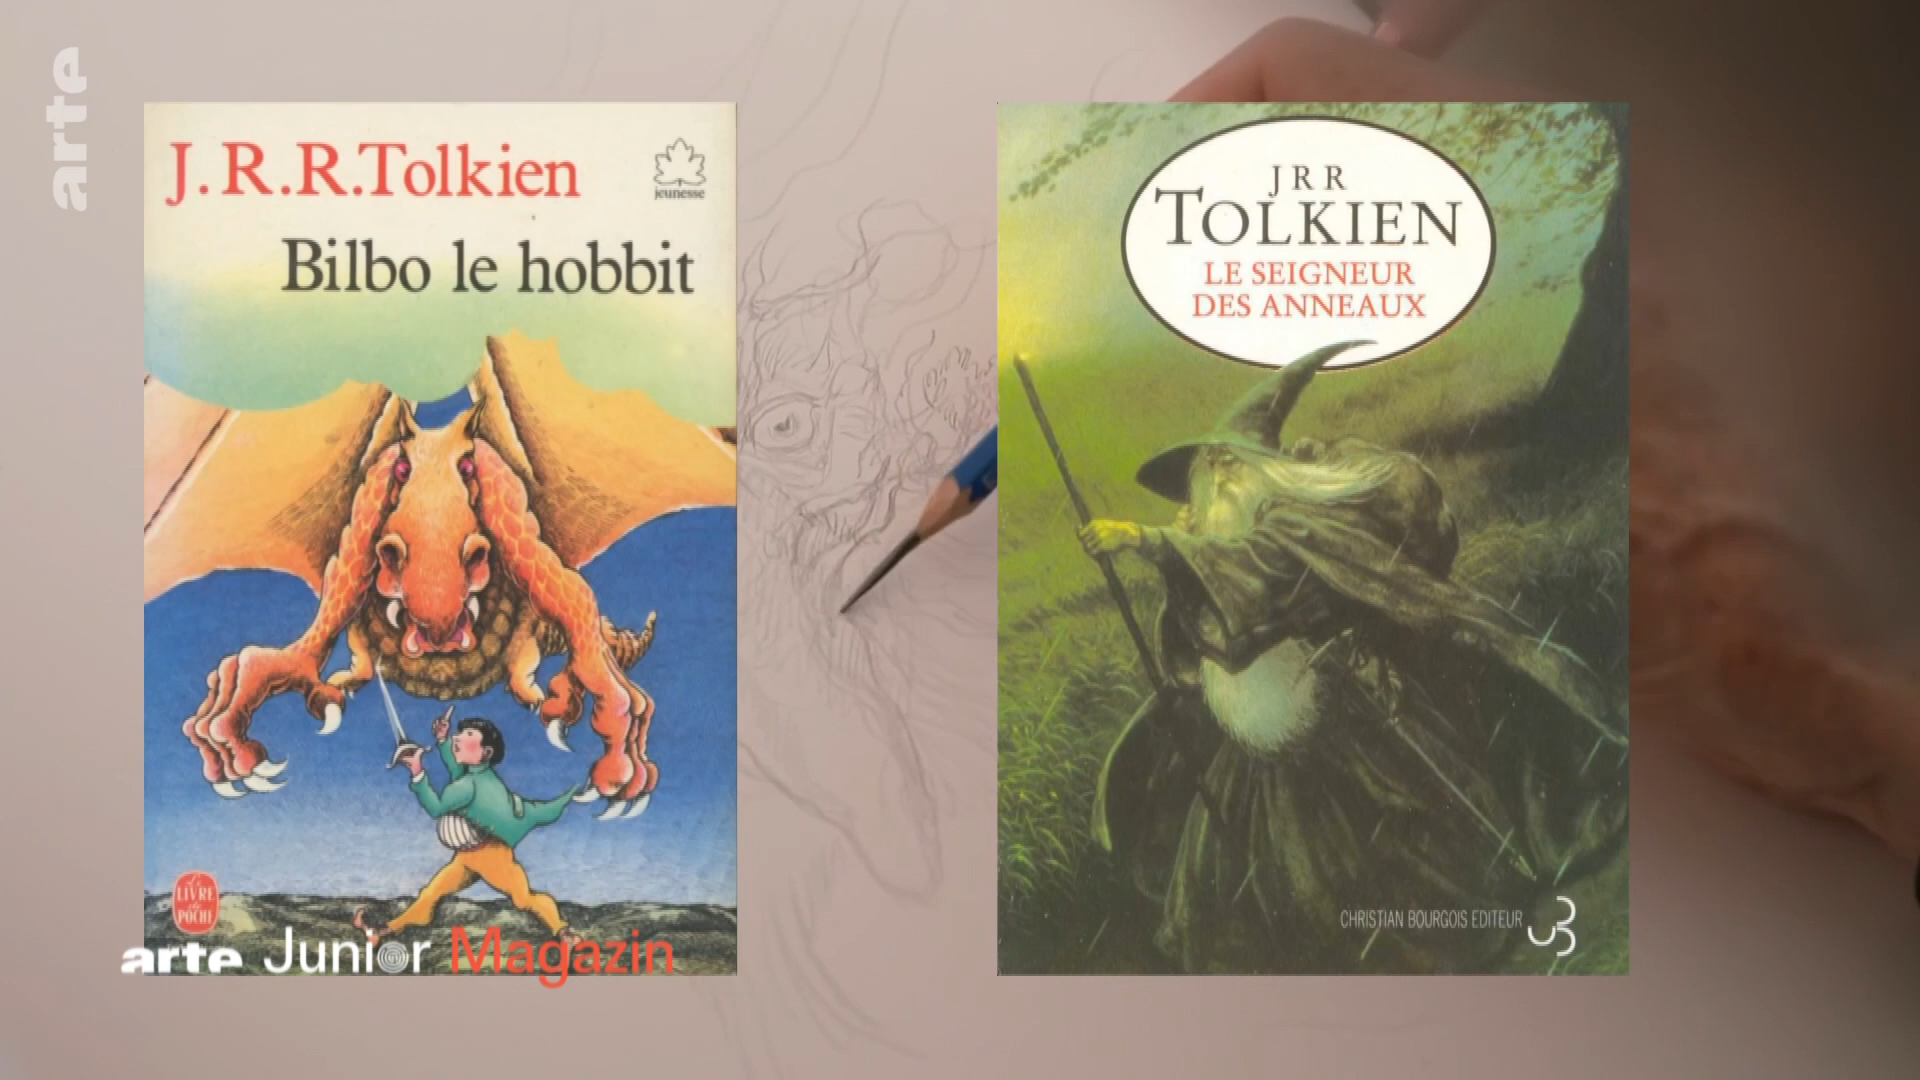 arte
J.R.R.Tolkien
jeunesse
Bilbo le hobbit
Le
LIVRE
de
POCHE
arte Junior Magazin
J R R
TOLKIEN
LE SEIGNEUR
DES ANNEAUX
CHRISTIAN BOURGOIS EDITEUR